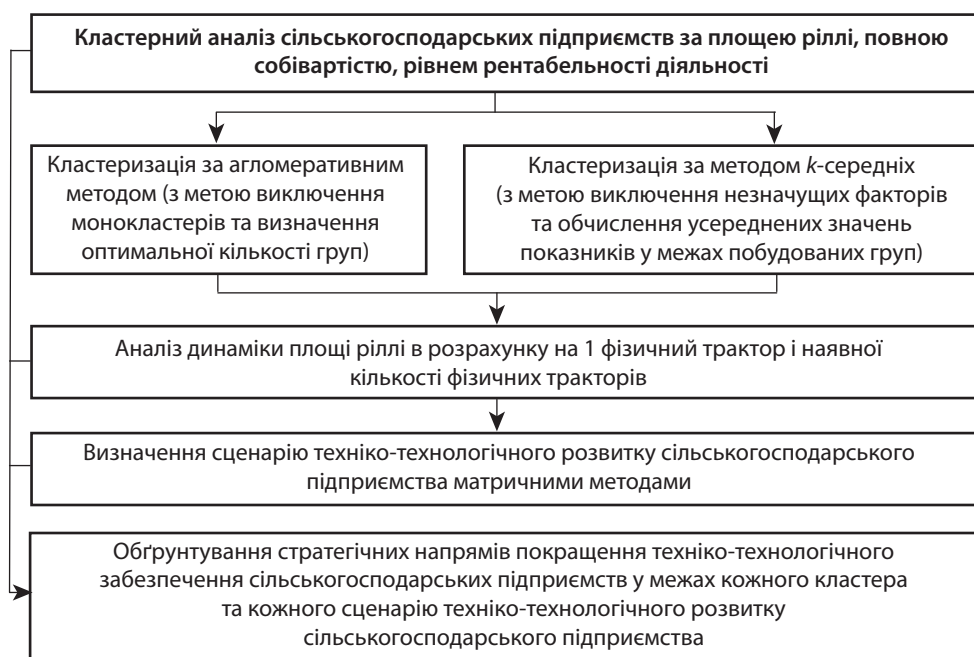 Кластерний аналіз сільськогосподарських підприємств за площею ріллі, повною
собівартістю, рівнем рентабельності діяльності
Кластеризація за агломеративним
методом (з метою виключення
монокластерів та визначення
оптимальної кількості груп)
Кластеризація за методом k-середніх
(з метою виключення незначущих факторів
та обчислення усереднених значень
показників у межах побудованих груп)
Аналіз динаміки площі ріллі в розрахунку на 1 фізичний трактор і наявної
кількості фізичних тракторів
Визначення сценарію техніко-технологічного розвитку сільськогосподарського
підприємства матричними методами
Обґрунтування стратегічних напрямів покращення техніко-технологічного
забезпечення сільськогосподарських підприємств у межах кожного кластера
та кожного сценарію техніко-технологічного розвитку
сільськогосподарського підприємства